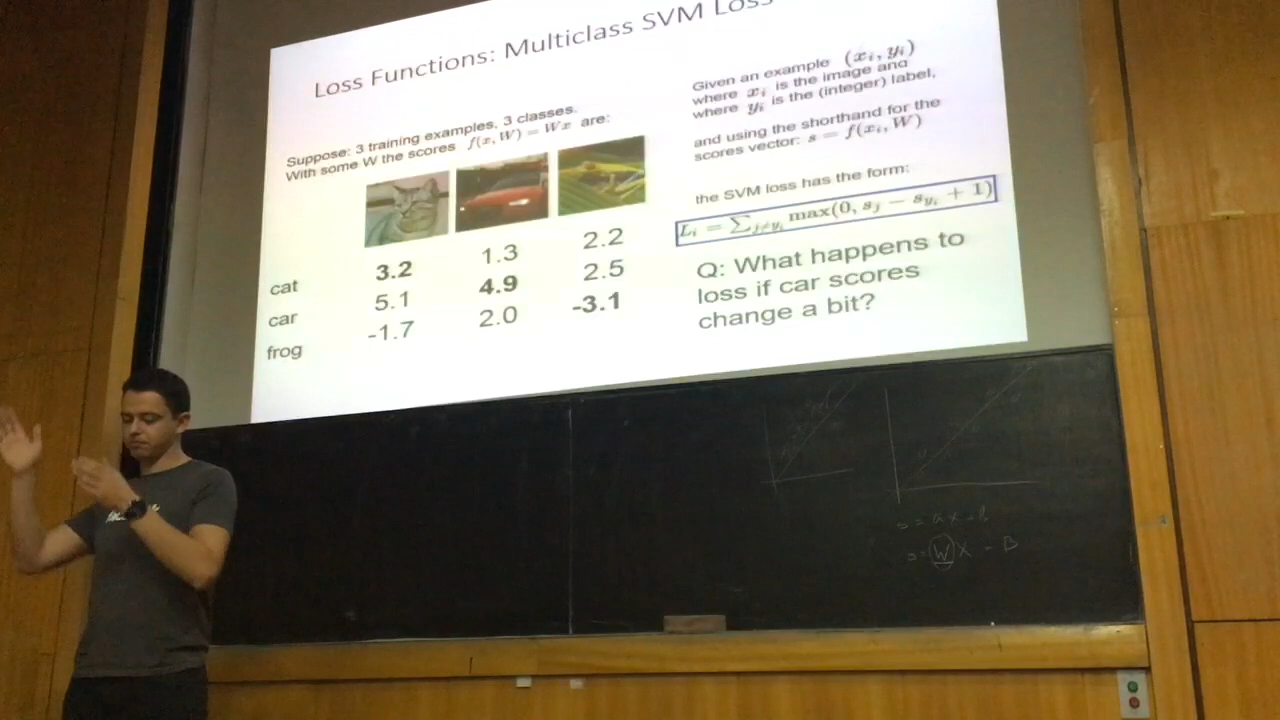 Loss Functions: Multiclass SVM Loss
Suppose: 3 training examples, 3 classes.
With some W the scores f(x, W) = Wx are:
cat 3.2 1.3 2.2
car 5.1 4.9 2.5
frog -1.7 2.0 -3.1
Given an example (xᵢ, yᵢ)
where xᵢ is the image and
where yᵢ is the (integer) label,
and using the shorthand for the
scores vector: s = f(xᵢ, W)
the SVM loss has the form:
Lᵢ = ∑ⱼ≠yᵢ max(0, sⱼ − s_yᵢ + 1)
Q: What happens to
loss if car scores
change a bit?